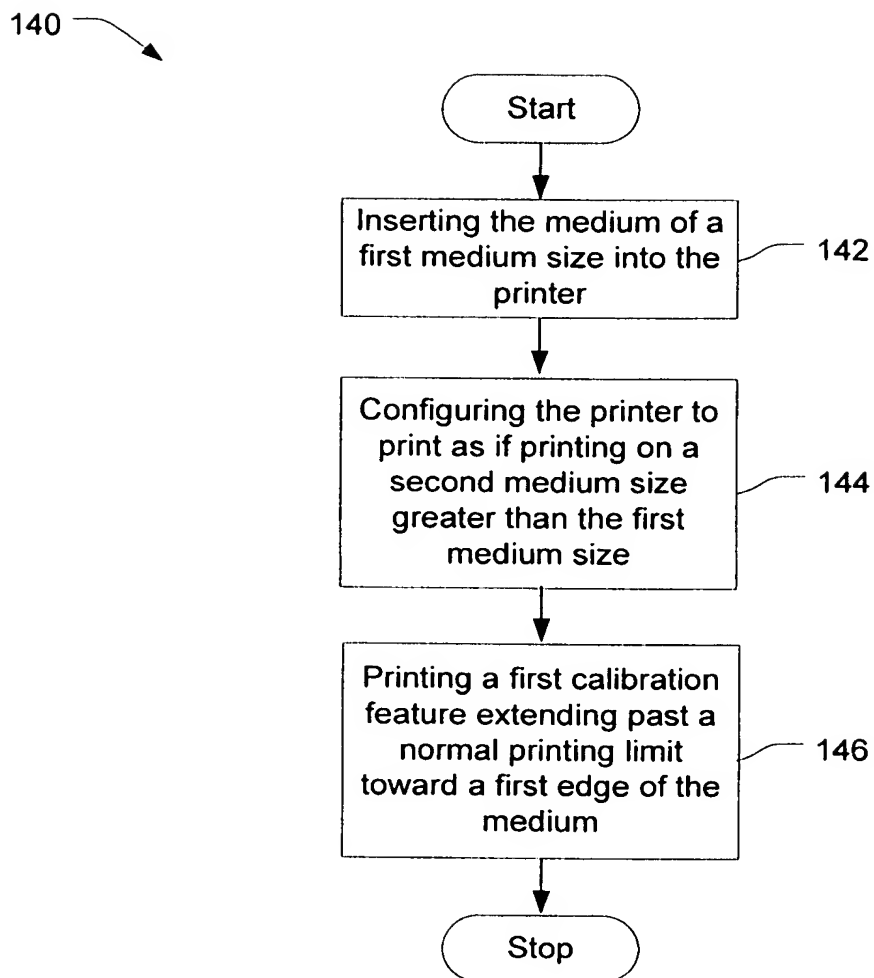 140
Start
Inserting the medium of a
first medium size into the
printer
142
Configuring the printer to
print as if printing on a
second medium size
greater than the first
medium size
144
Printing a first calibration
feature extending past a
normal printing limit
toward a first edge of the
medium
146
Stop